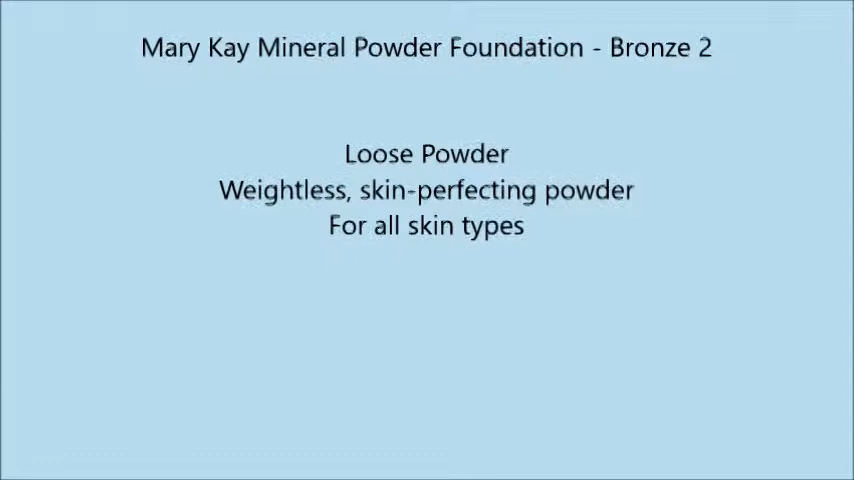 Mary Kay Mineral Powder Foundation - Bronze 2
Loose Powder
Weightless, skin-perfecting powder
For all skin types